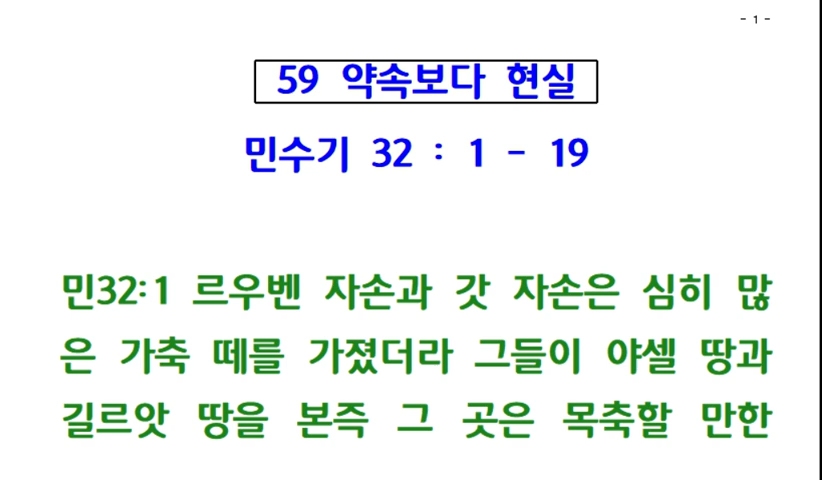 - 1 -
59 약속보다 현실
민수기 32 : 1 - 19
민32:1 르우벤 자손과 갓 자손은 심히 많
은 가축 떼를 가졌더라 그들이 야셀 땅과
길르앗 땅을 본즉 그 곳은 목축할 만한